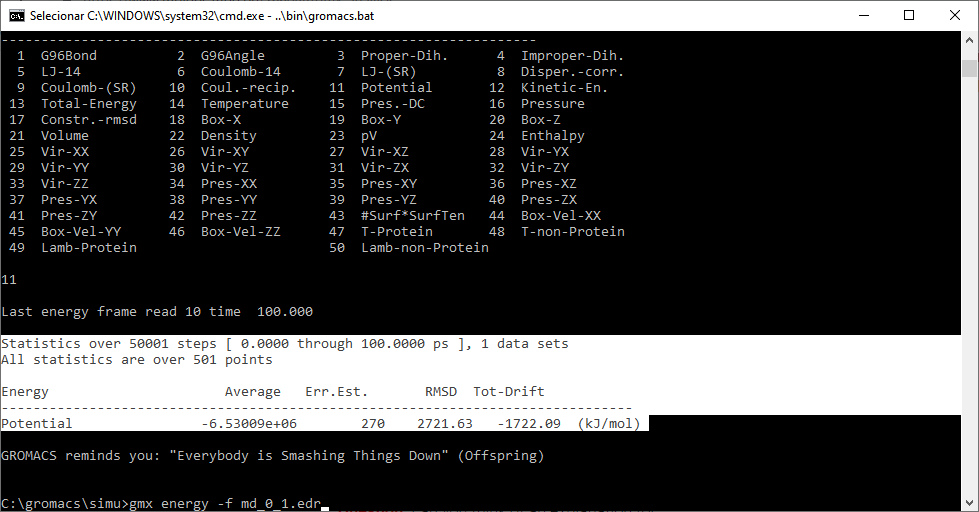 Selecionar C:\WINDOWS\system32\cmd.exe - ..\bin\gromacs.bat
-------------------------------------------------------------------
  1  G96Bond          2  G96Angle         3  Proper-Dih.      4  Improper-Dih.
  5  LJ-14            6  Coulomb-14       7  LJ-(SR)          8  Disper.-corr.
  9  Coulomb-(SR)    10  Coul.-recip.    11  Potential       12  Kinetic-En.
 13  Total-Energy    14  Temperature     15  Pres.-DC        16  Pressure
 17  Constr.-rmsd    18  Box-X           19  Box-Y           20  Box-Z
 21  Volume          22  Density         23  pV              24  Enthalpy
 25  Vir-XX          26  Vir-XY          27  Vir-XZ          28  Vir-YX
 29  Vir-YY          30  Vir-YZ          31  Vir-ZX          32  Vir-ZY
 33  Vir-ZZ          34  Pres-XX         35  Pres-XY         36  Pres-XZ
 37  Pres-YX         38  Pres-YY         39  Pres-YZ         40  Pres-ZX
 41  Pres-ZY         42  Pres-ZZ         43  #Surf*SurfTen   44  Box-Vel-XX
 45  Box-Vel-YY      46  Box-Vel-ZZ      47  T-Protein       48  T-non-Protein
 49  Lamb-Protein                        50  Lamb-non-Protein
11
Last energy frame read 10 time  100.000
Statistics over 50001 steps [ 0.0000 through 100.0000 ps ], 1 data sets
All statistics are over 501 points
Energy                      Average   Err.Est.       RMSD  Tot-Drift
-------------------------------------------------------------------------------
Potential                -6.53009e+06        270    2721.63   -1722.09  (kJ/mol)
GROMACS reminds you: "Everybody is Smashing Things Down" (Offspring)
C:\gromacs\simu>gmx energy -f md_0_1.edr